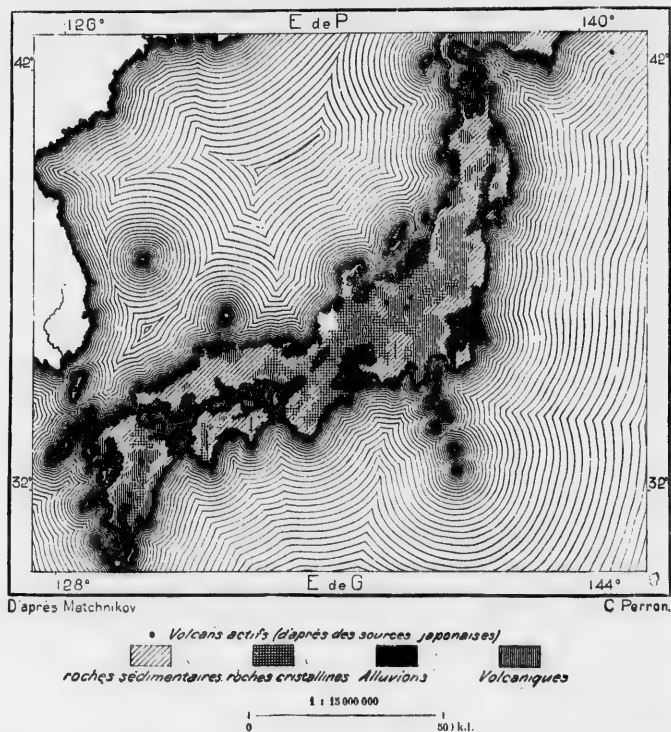 126° E de P 140°
42° 42°
32° 32°
128° E de G 144°
D'après Metchnikov C Perron.
• Volcans actifs (d'après des sources japonaises)
roches sédimentaires. roches cristallines Alluvions Volcaniques
1 : 15 000 000
0 50) k.l.